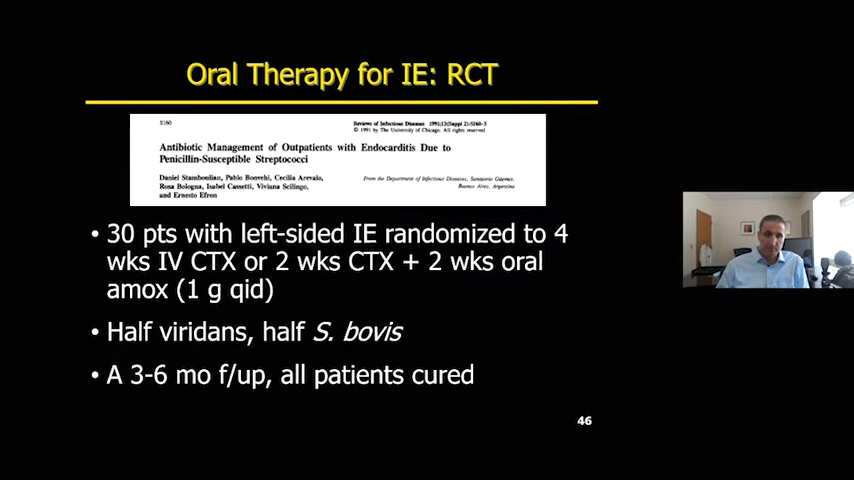 Oral Therapy for IE: RCT
S160
Reviews of Infectious Diseases 1991;13(Suppl 2):S160-3
© 1991 by The University of Chicago. All rights reserved.
Antibiotic Management of Outpatients with Endocarditis Due to
Penicillin-Susceptible Streptococci
Daniel Stamboulian, Pablo Bonvehi, Cecilia Arevalo,
Rosa Bologna, Isabel Cassetti, Viviana Scilingo,
and Ernesto Efron
From the Department of Infectious Diseases, Sanatorio Güemes,
Buenos Aires, Argentina
• 30 pts with left-sided IE randomized to 4
wks IV CTX or 2 wks CTX + 2 wks oral
amox (1 g qid)
• Half viridans, half S. bovis
• A 3-6 mo f/up, all patients cured
46